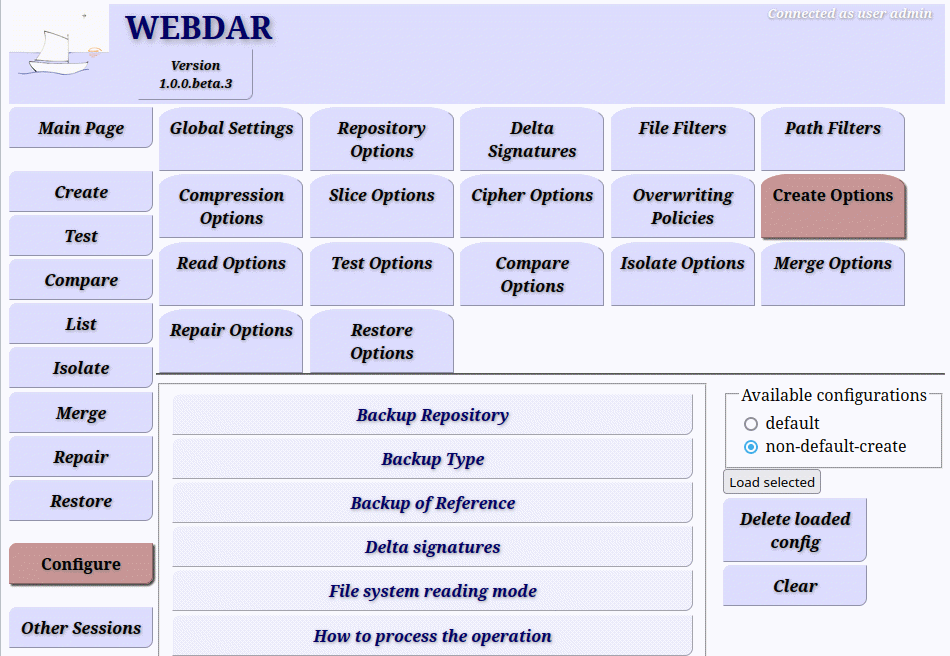 Connected as user admin
WEBDAR
Version
1.0.0.beta.3
Main Page
Global Settings
Repository
Options
Delta
Signatures
File Filters
Path Filters
Create
Test
Compare
List
Isolate
Merge
Repair
Restore
Configure
Other Sessions
Compression
Options
Slice Options
Cipher Options
Overwriting
Policies
Create Options
Read Options
Test Options
Compare
Options
Isolate Options
Merge Options
Repair Options
Restore
Options
Backup Repository
Backup Type
Backup of Reference
Delta signatures
File system reading mode
How to process the operation
Available configurations
default
non-default-create
Load selected
Delete loaded
config
Clear